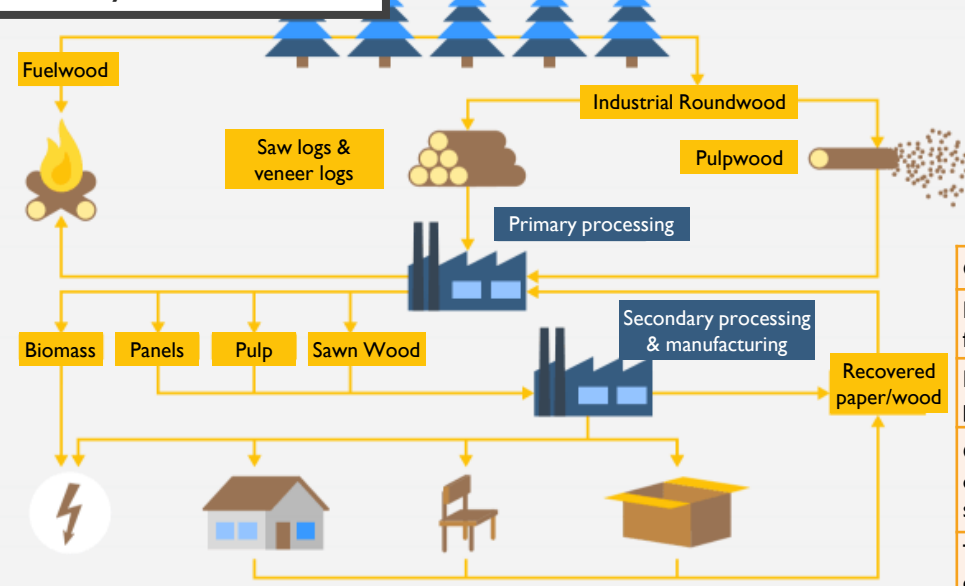 Fuelwood
Industrial Roundwood
Saw logs &
veneer logs
Pulpwood
Primary processing
Secondary processing
& manufacturing
Biomass
Panels
Pulp
Sawn Wood
Recovered
paper/wood